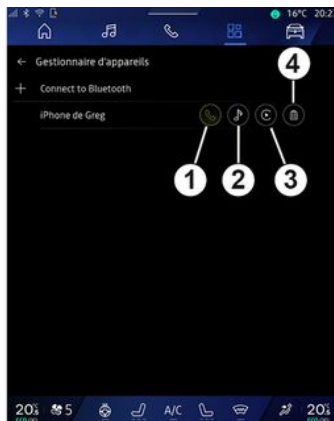 16°C 20:2
← Gestionnaire d'appareils
4
+ Connect to Bluetooth
iPhone de Greg
1 2 3
20 5 A/C 20